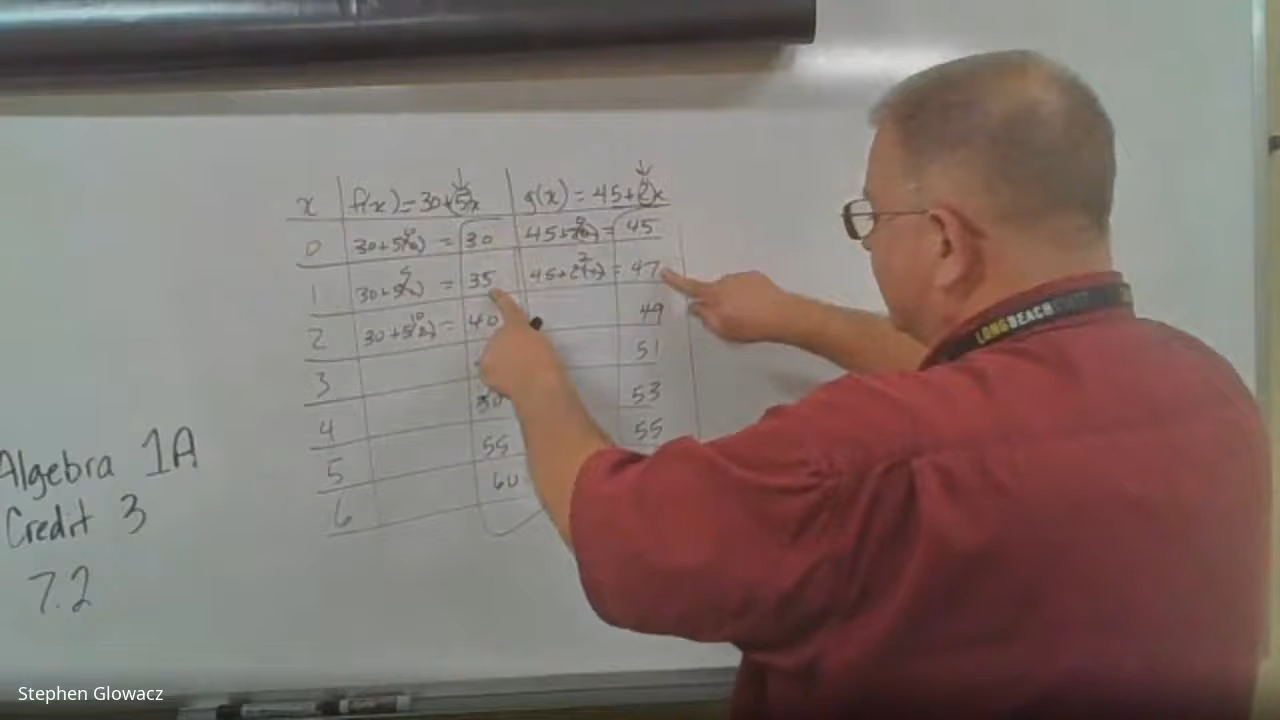 x f(x) = 30+5x g(x) = 45+2x
0 30+5(0) = 30 45+2(0) = 45
1 30+5(1) = 35 45+2(1) = 47
2 30+5(2) = 40 49
3 51
4 50 53
5 55 55
6 60
Algebra 1A
Credit 3
7.2
LONGBEACH
Stephen Glowacz